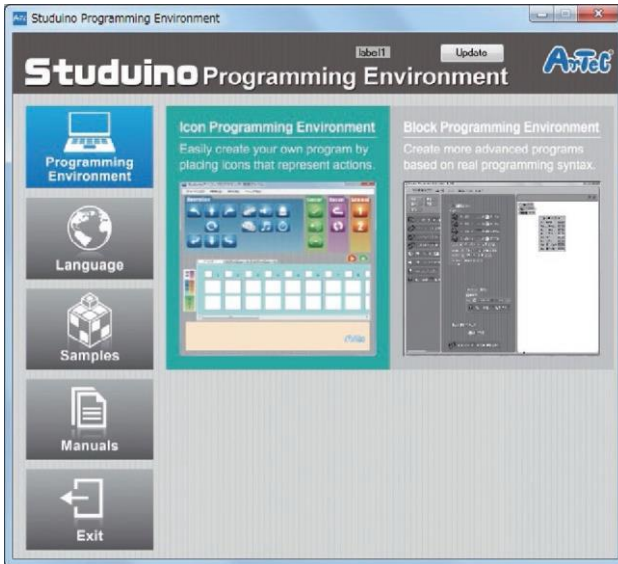 Studuino Programming Environment
label1
Update
Studuino Programming Environment
ArTeC
Programming
Environment
Language
Samples
Manuals
Exit
Icon Programming Environment
Easily create your own program by
placing icons that represent actions.
Block Programming Environment
Create more advanced programs
based on real programming syntax.